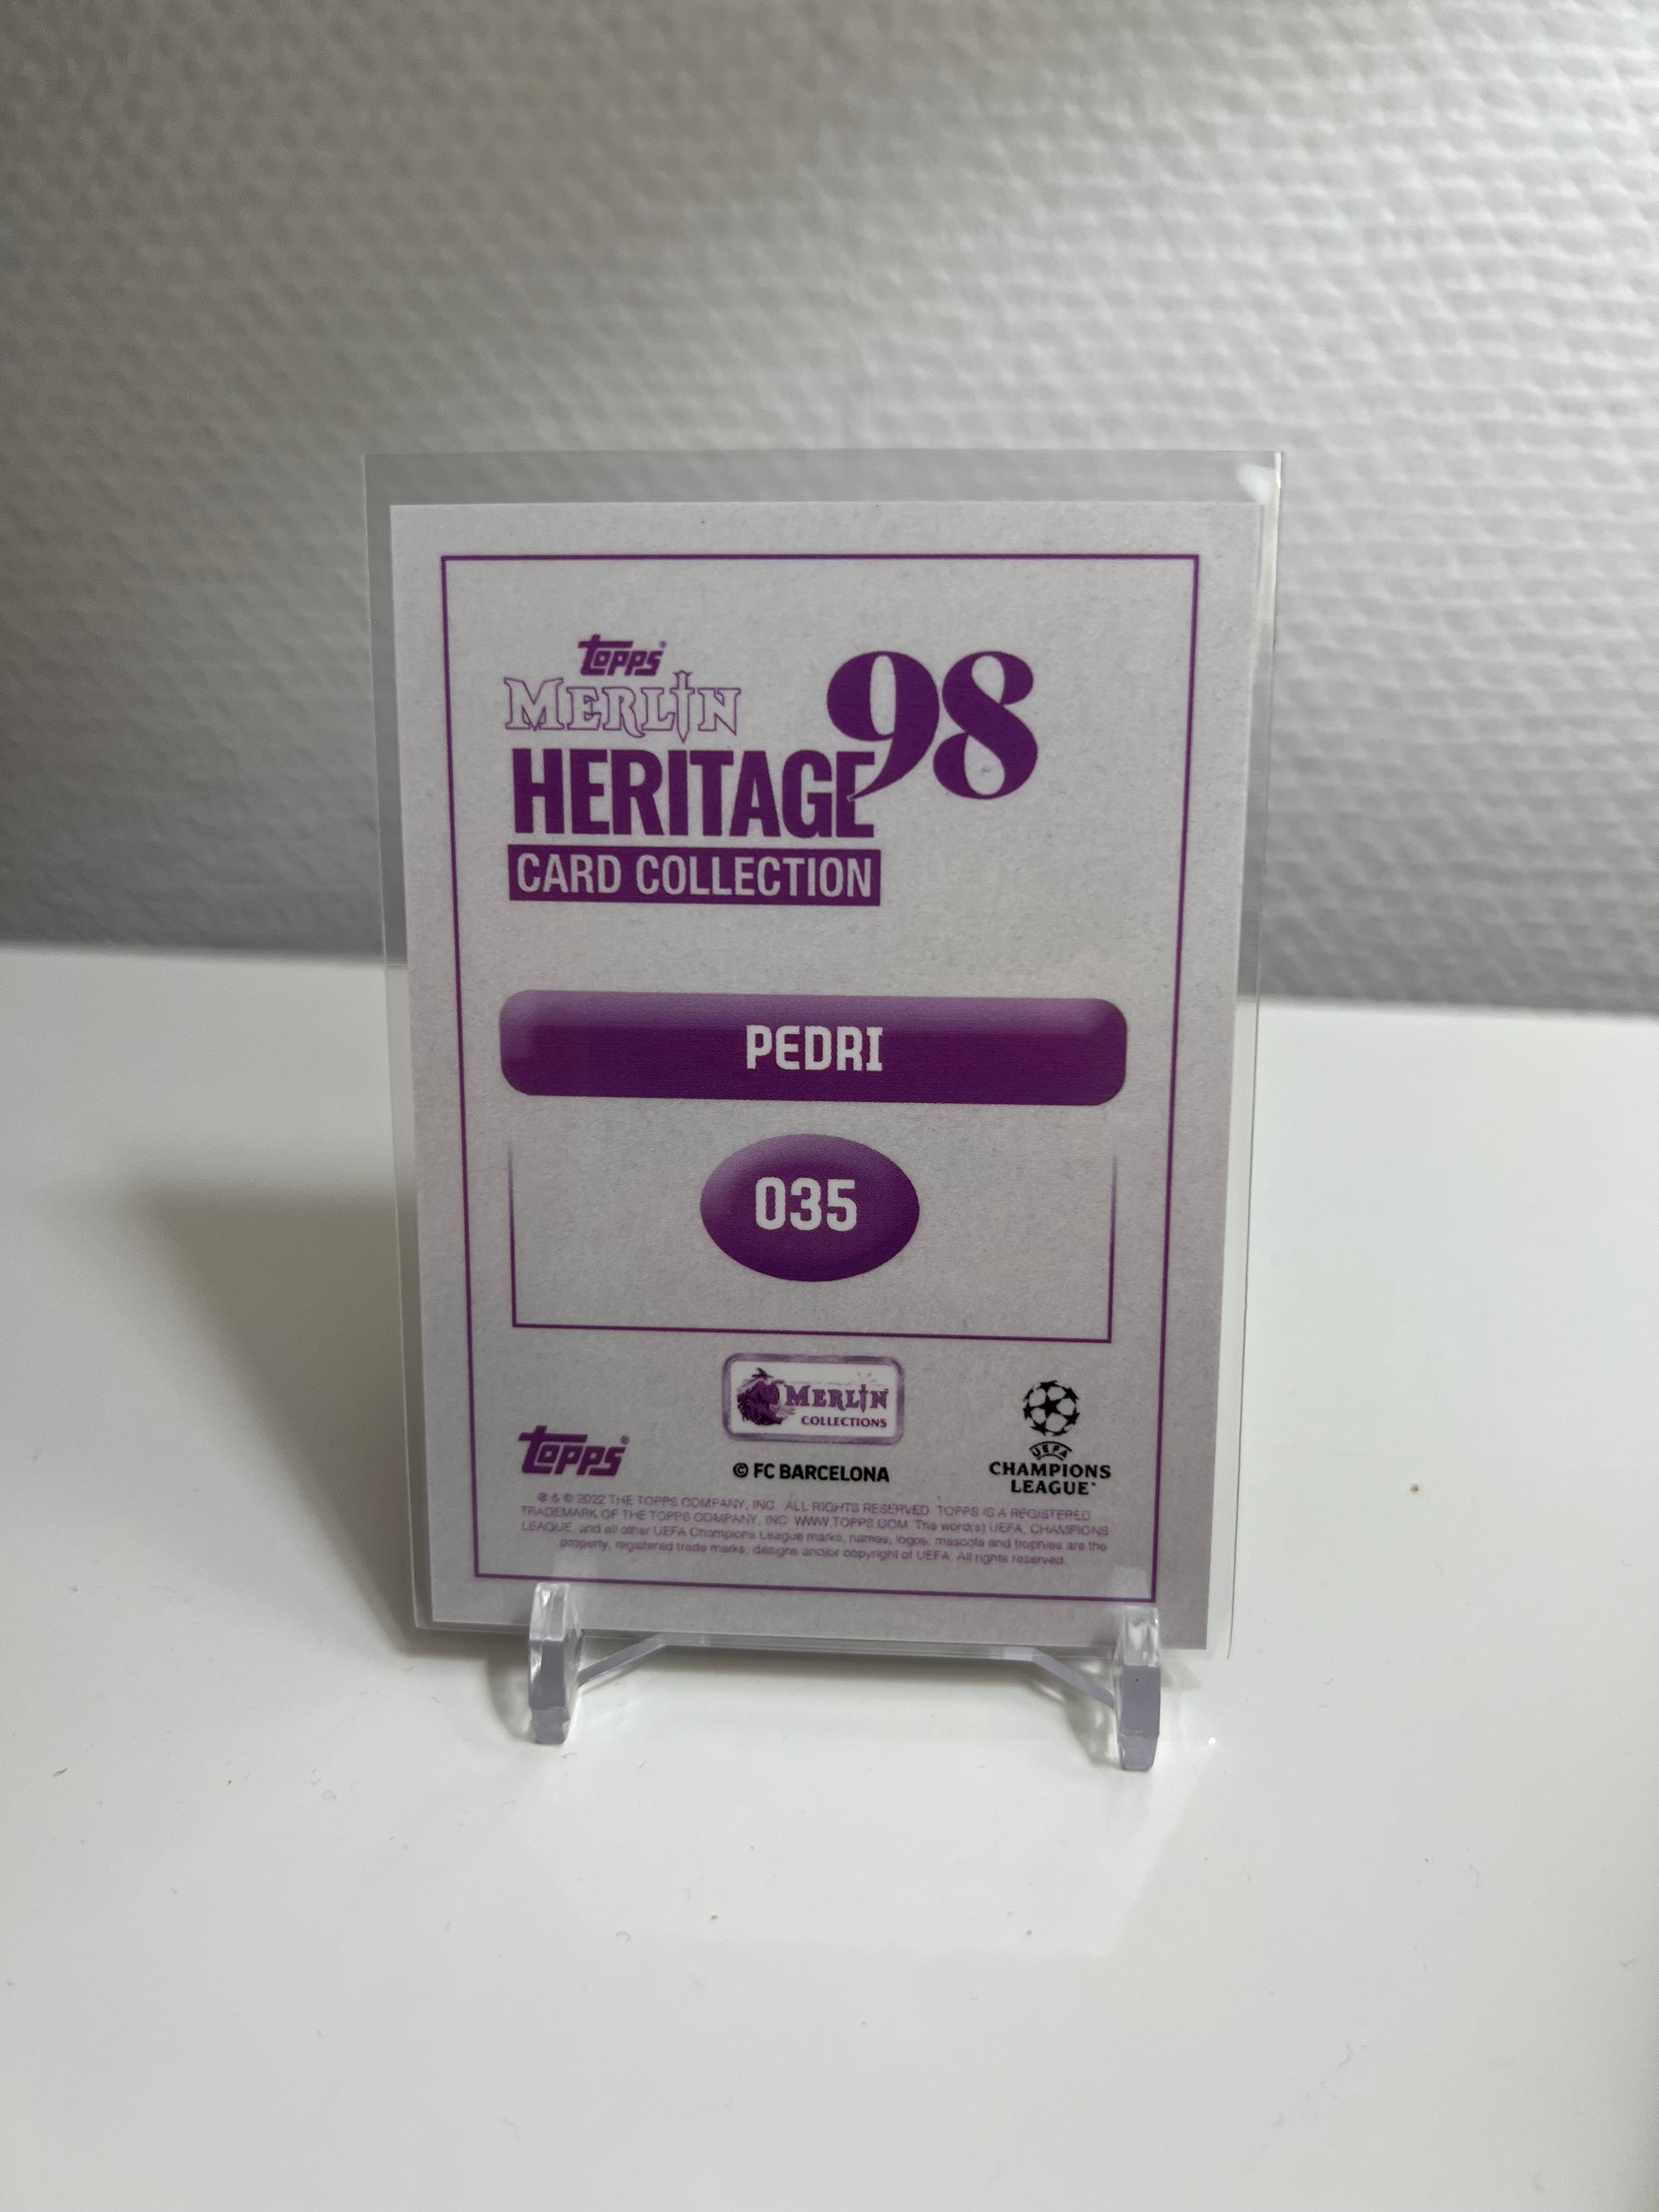 Topps®
MERLIN
HERITAGE 98
CARD COLLECTION
PEDRI
035
MERLIN
COLLECTIONS
Topps®
© FC BARCELONA
UEFA
CHAMPIONS
LEAGUE™
® & © 2022 THE TOPPS COMPANY, INC. ALL RIGHTS RESERVED. TOPPS IS A REGISTERED
TRADEMARK OF THE TOPPS COMPANY, INC. WWW.TOPPS.COM. The word(s) UEFA, CHAMPIONS
LEAGUE, and all other UEFA Champions League marks, names, logos, mascots and trophies are the
property, registered trade marks, designs and/or copyright of UEFA. All rights reserved.